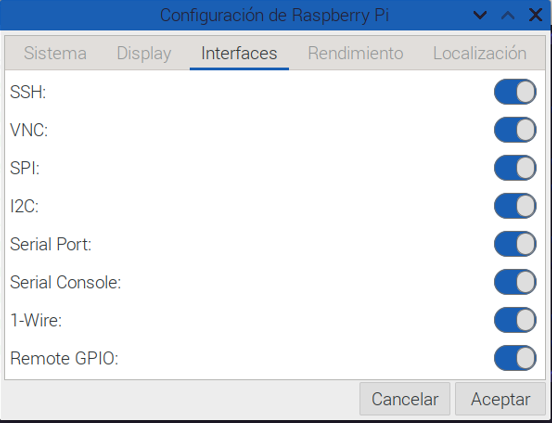 Configuración de Raspberry Pi
Sistema Display Interfaces Rendimiento Localización
SSH:
VNC:
SPI:
I2C:
Serial Port:
Serial Console:
1-Wire:
Remote GPIO:
Cancelar Aceptar